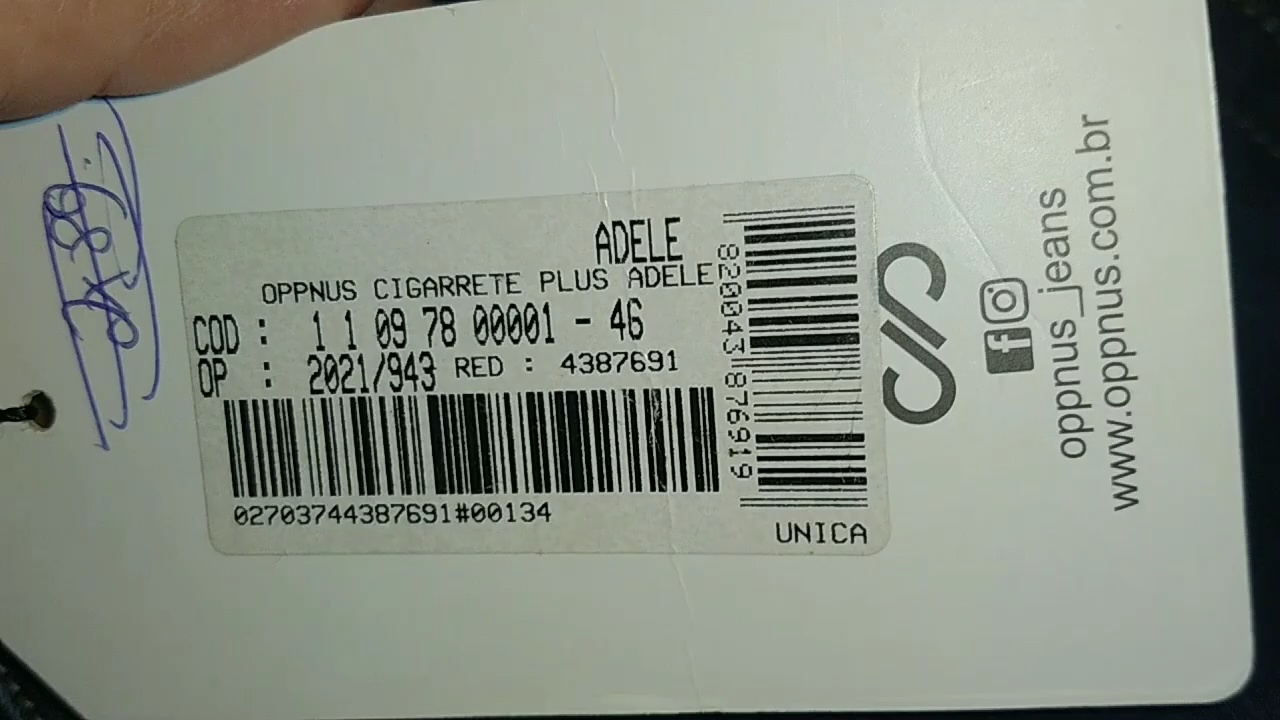 ADELE
OPPNUS CIGARRETE PLUS ADELE
COD : 1 1 09 78 00001 - 46
OP : 2021/943 RED : 4387691
02703744387691#00134
820043876919
UNICA
oppnus_jeans
www.oppnus.com.br